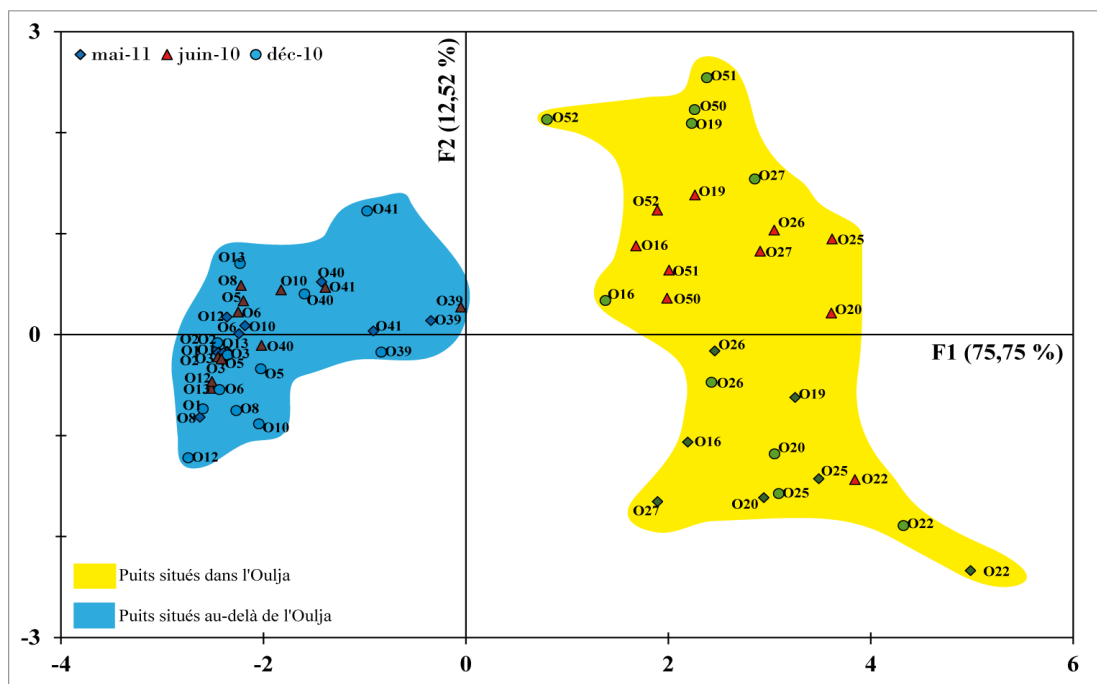 3
mai-11 juin-10 déc-10
F2 (12,52 %)
O51
O50
O52
O19
O27
O41
O19
O52
O26
O25
O13
O16
O27
O40
O8
O10
O41
O51
O5
O40
O16
O50
O39
O20
O12
O6
O39
O6
O10
O41
0
O2
O2
O13
F1 (75,75 %)
O26
O3
O39
O2
O3
O5
O40
O3
O5
O26
O12
O13
O6
O19
O1
O8
O8
O10
O16
O12
O20
O25
O22
O27
O20
O25
O22
O22
Puits situés dans l'Oulja
Puits situés au-delà de l'Oulja
-3
-4 -2 0 2 4 6